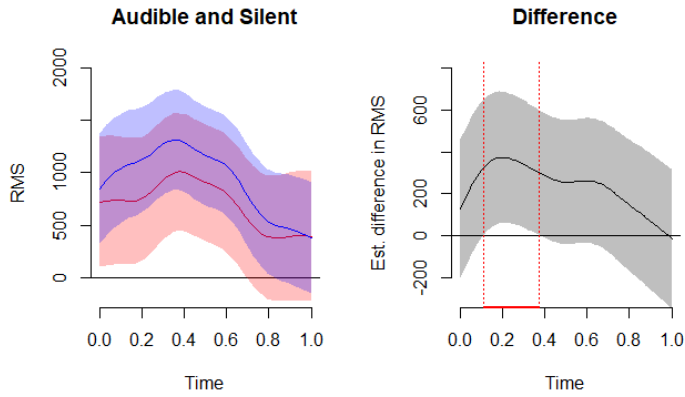 Audible and Silent
RMS
2000
1000
500
0
0.0 0.2 0.4 0.6 0.8 1.0
Time
Difference
Est. difference in RMS
600
200
0
-200
0.0 0.2 0.4 0.6 0.8 1.0
Time